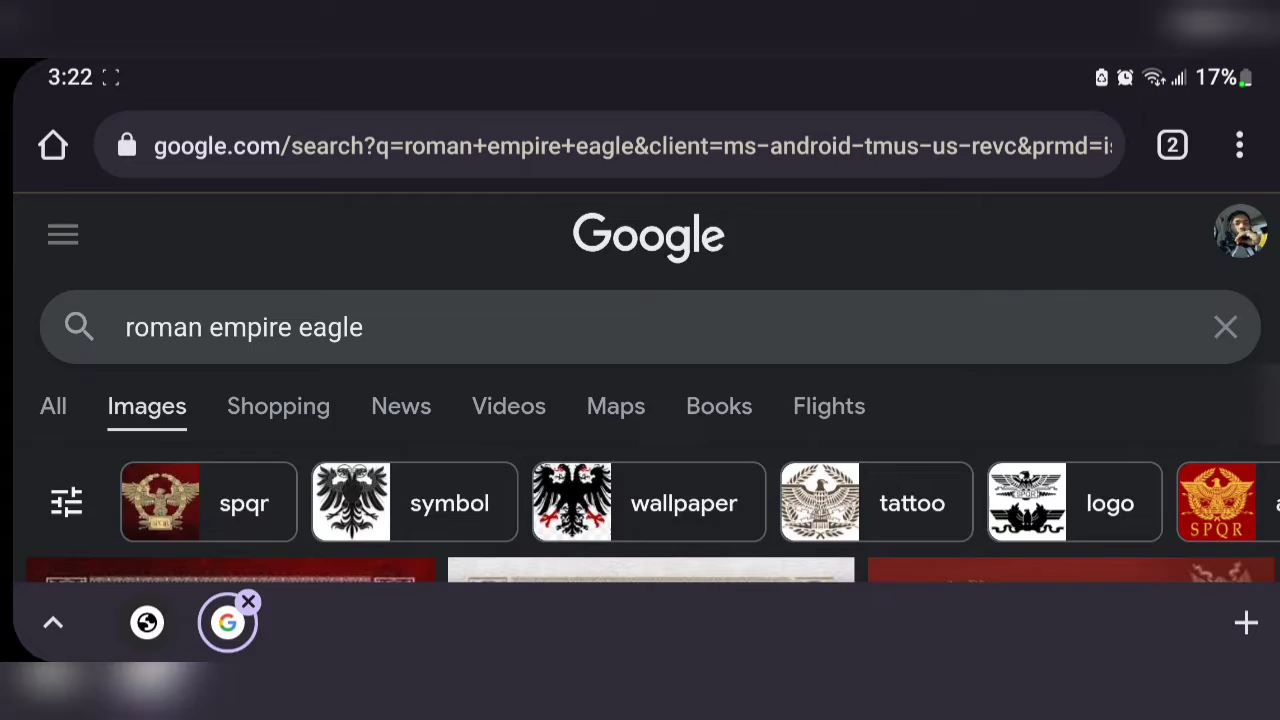 3:22 17%
google.com/search?q=roman+empire+eagle&client=ms-android-tmus-us-revc&prmd=i
2
Google
roman empire eagle
All Images Shopping News Videos Maps Books Flights
spqr symbol wallpaper tattoo logo
SPQR